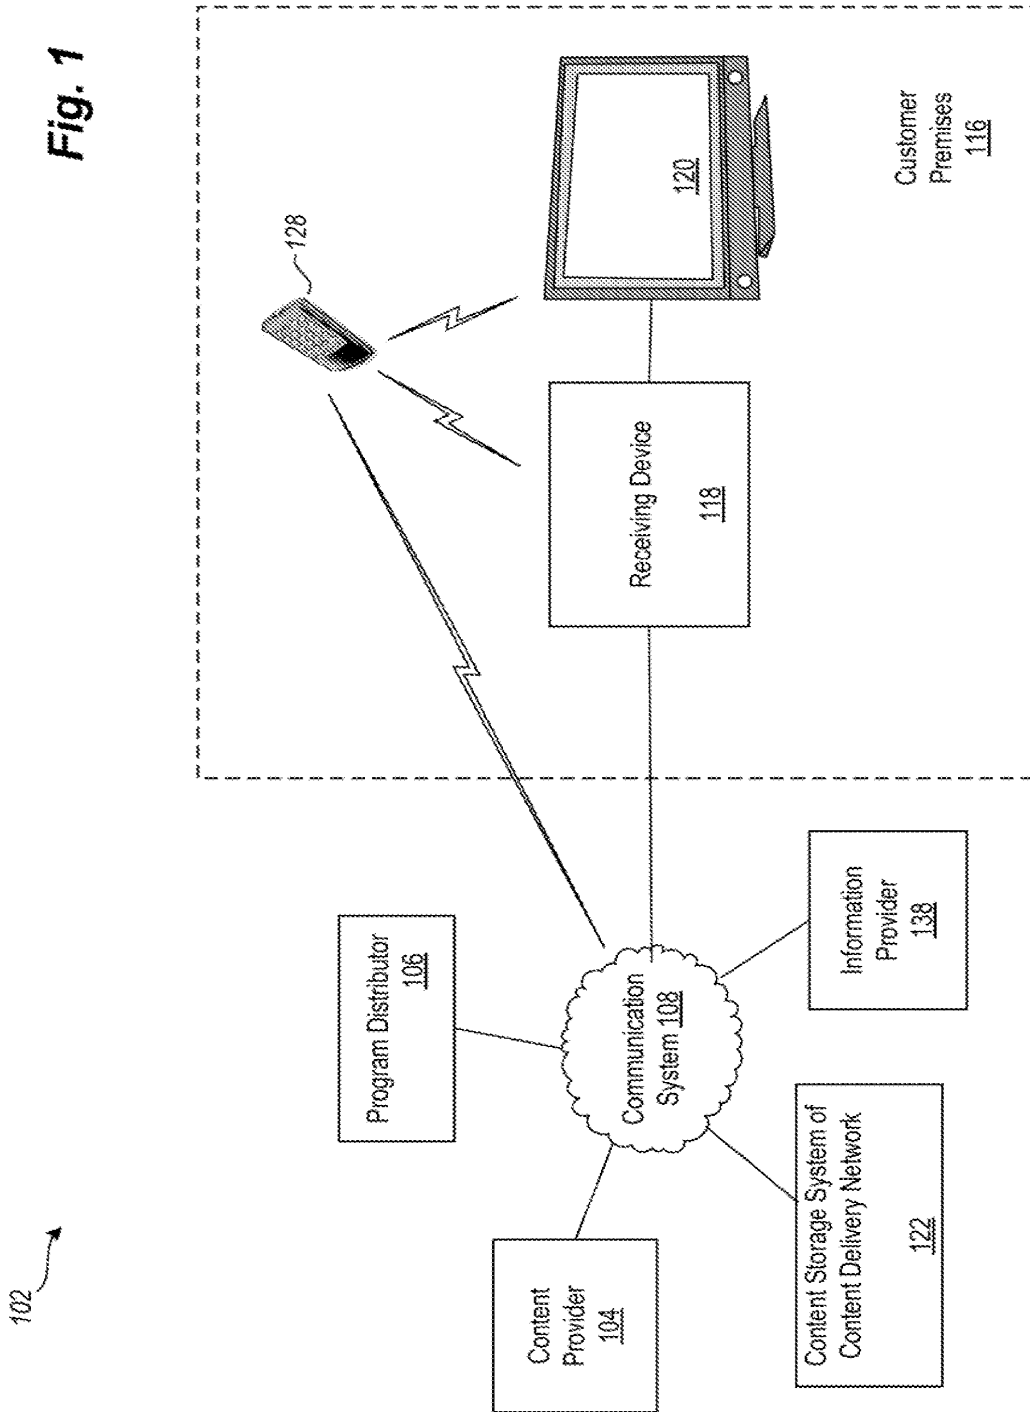 Fig. 1
102
Content
Provider
104
Program Distributor
106
Communication
System 108
Content Storage System of
Content Delivery Network
122
Information
Provider
138
128
Receiving Device
118
120
Customer
Premises
116